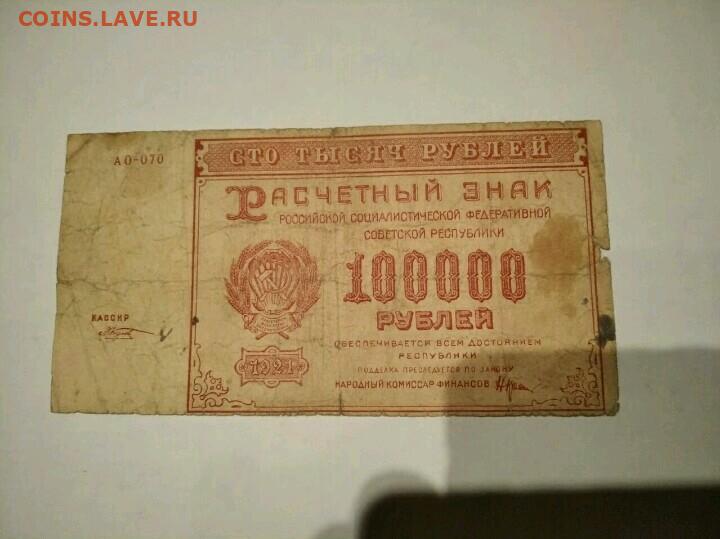 COINS.LAVE.RU
АО-070
СТО ТЫСЯЧ РУБЛЕЙ
РАСЧЕТНЫЙ ЗНАК
РОССИЙСКОЙ СОЦИАЛИСТИЧЕСКОЙ ФЕДЕРАТИВНОЙ
СОВЕТСКОЙ РЕСПУБЛИКИ
100000
РУБЛЕЙ
КАССИР
ОБЕСПЕЧИВАЕТСЯ ВСЕМ ДОСТОЯНИЕМ
РЕСПУБЛИКИ
1921
ПОДДЕЛКА ПРЕСЛЕДУЕТСЯ ПО ЗАКОНУ
НАРОДНЫЙ КОМИССАР ФИНАНСОВ